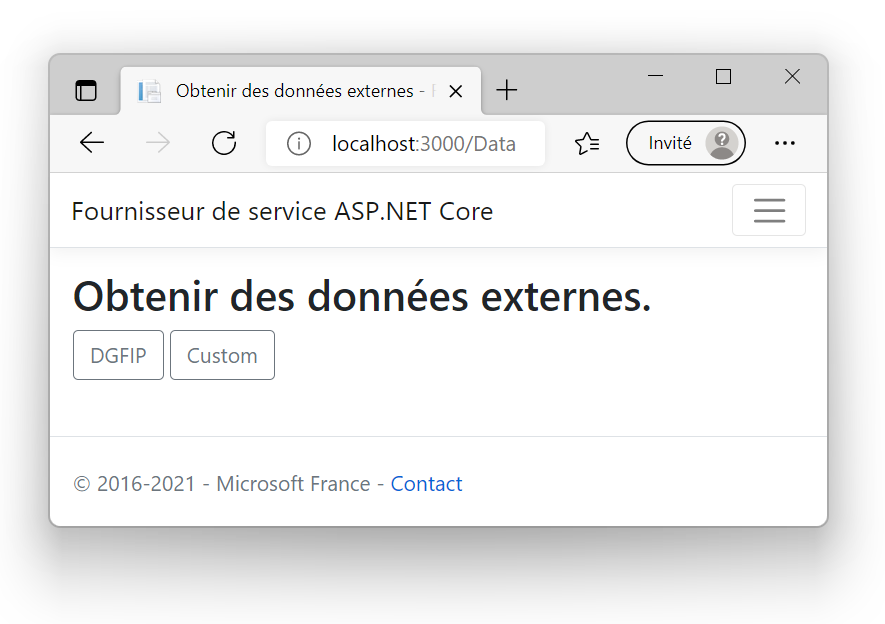 Obtenir des données externes -
localhost:3000/Data
Invité
Fournisseur de service ASP.NET Core
Obtenir des données externes.
DGFIP
Custom
© 2016-2021 - Microsoft France - Contact